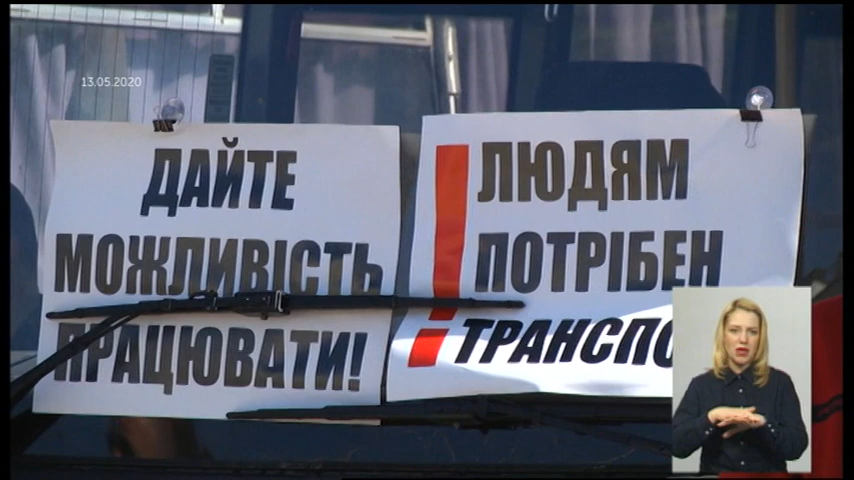 13.05.2020
ДАЙТЕ
МОЖЛИВІСТЬ
ПРАЦЮВАТИ!
! ЛЮДЯМ
ПОТРІБЕН